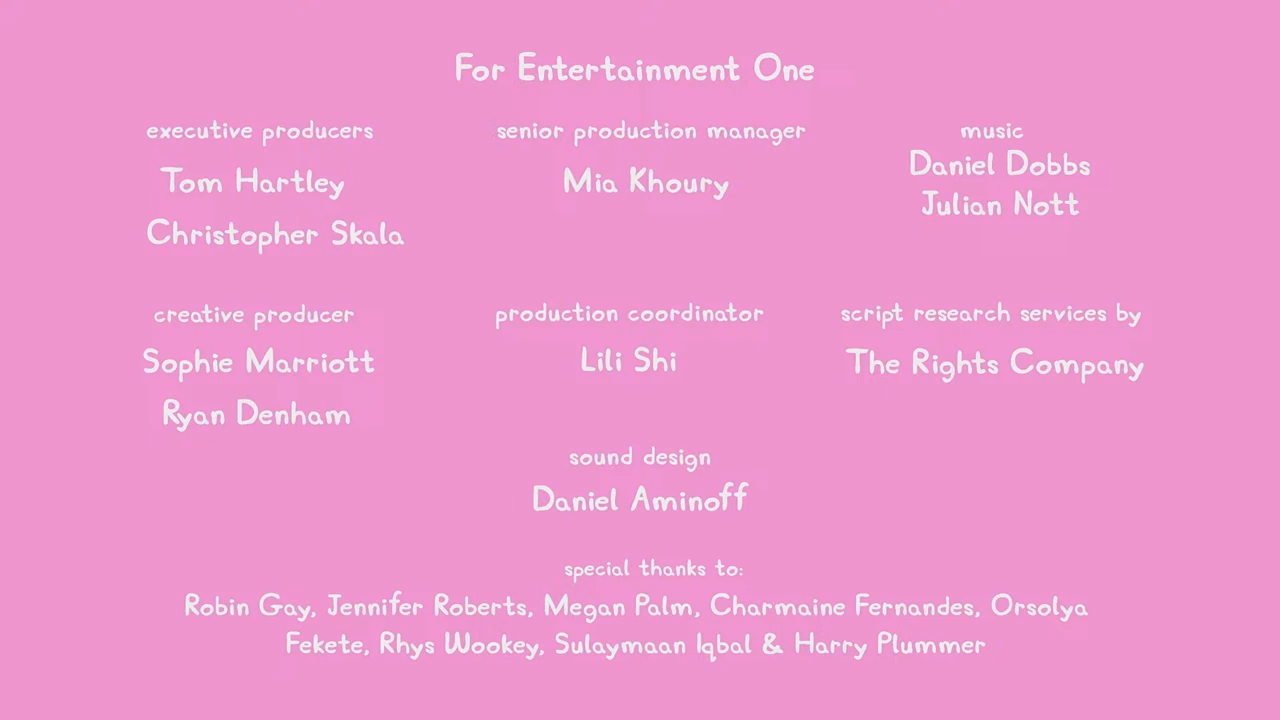 For Entertainment One
executive producers
Tom Hartley
Christopher Skala
senior production manager
Mia Khoury
music
Daniel Dobbs
Julian Nott
creative producer
Sophie Marriott
Ryan Denham
production coordinator
Lili Shi
script research services by
The Rights Company
sound design
Daniel Aminoff
special thanks to:
Robin Gay, Jennifer Roberts, Megan Palm, Charmaine Fernandes, Orsolya
Fekete, Rhys Wookey, Sulaymaan Iqbal & Harry Plummer